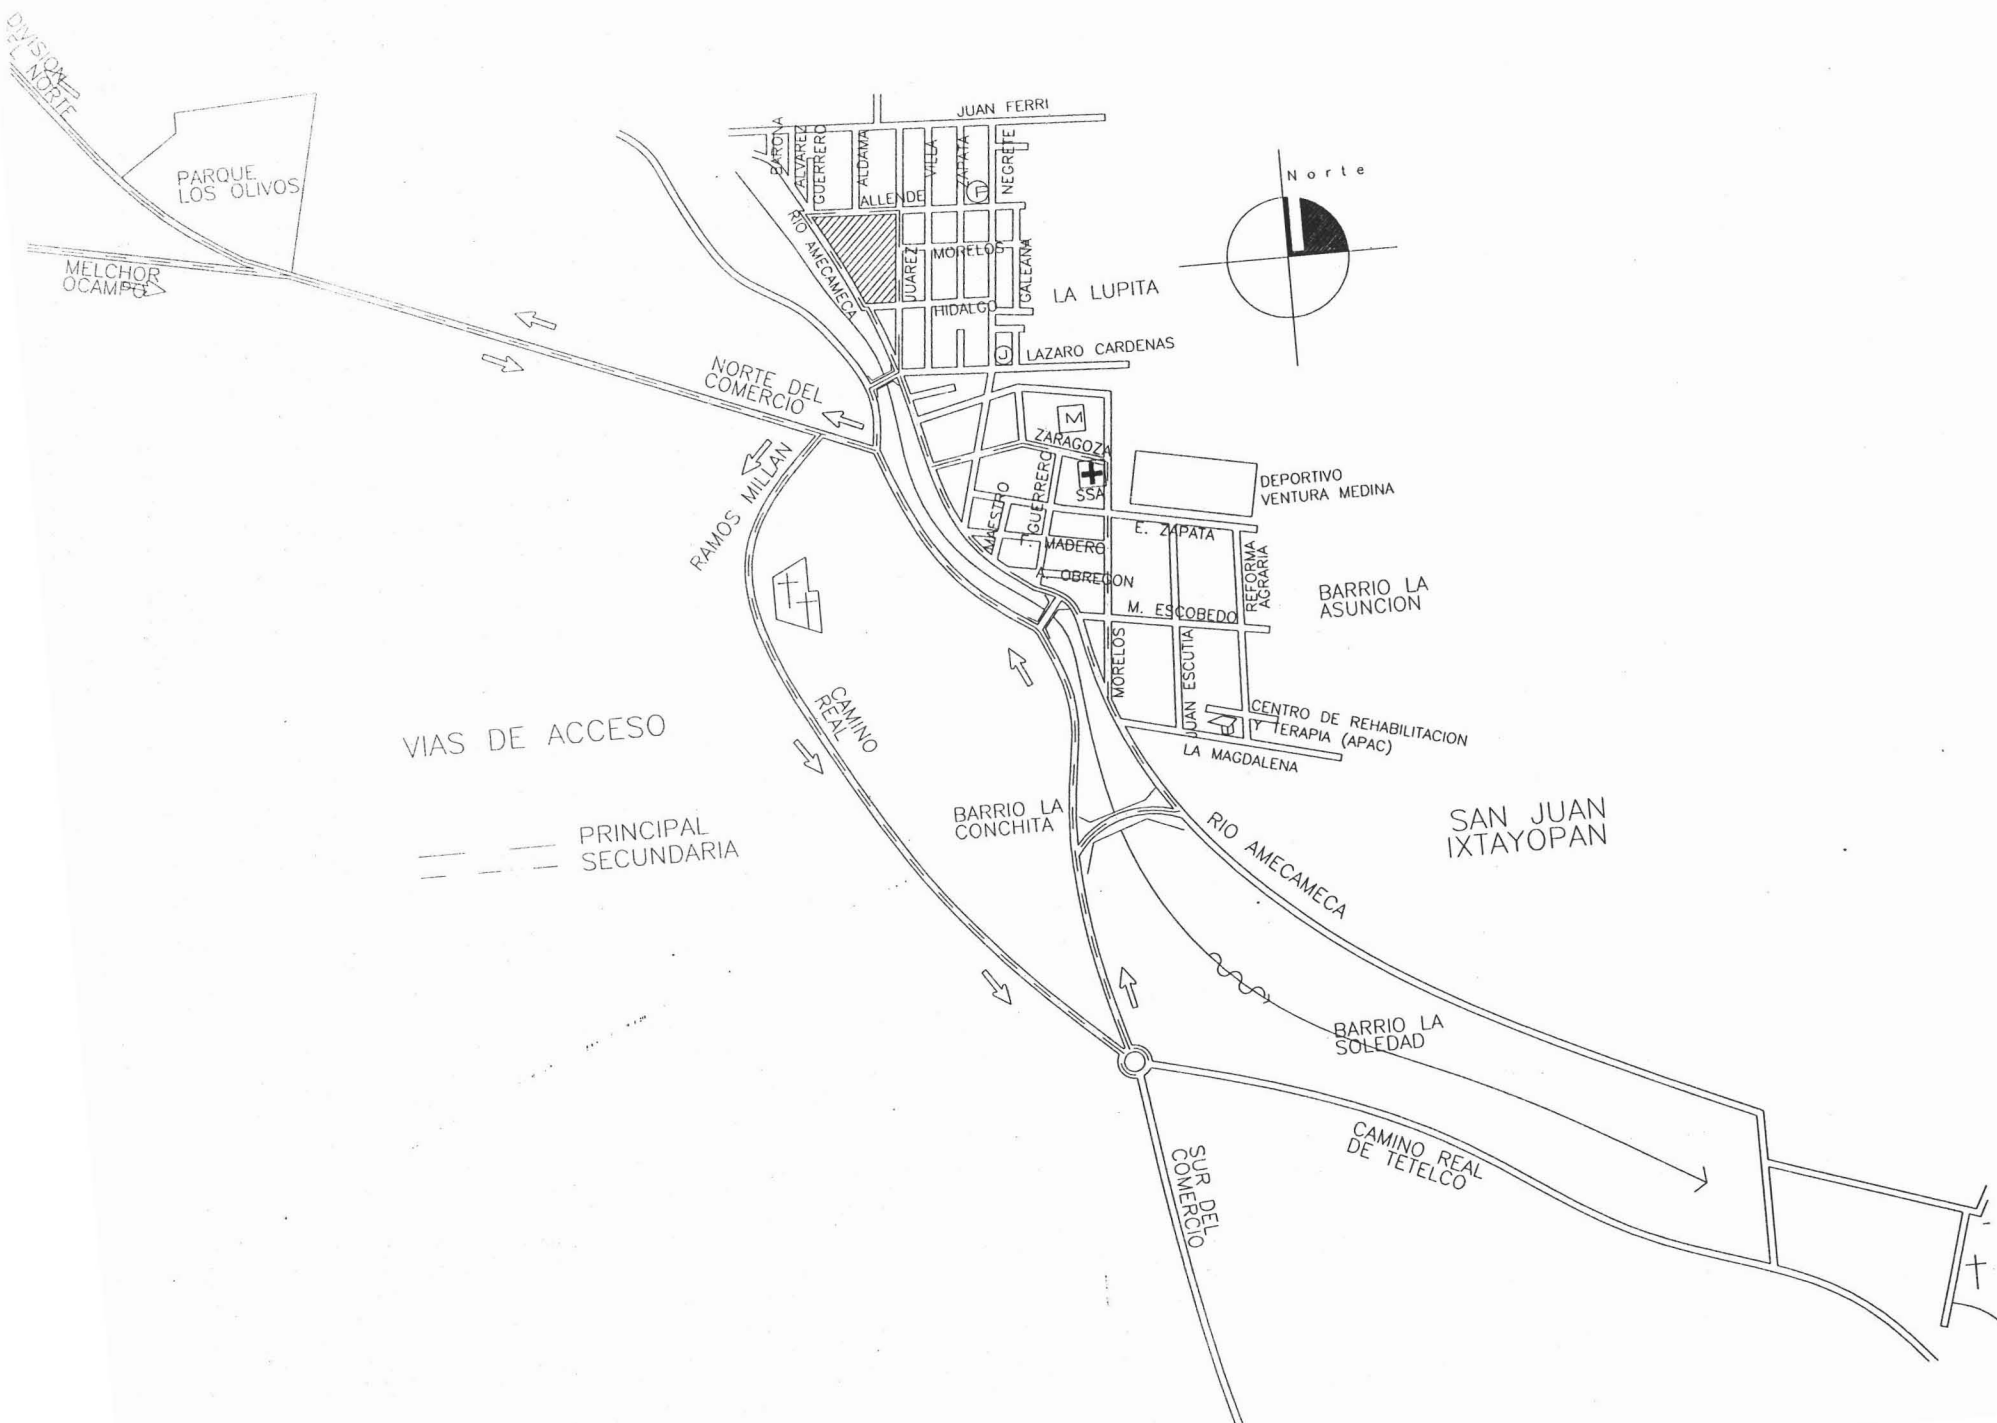 DIVISION
DEL NORTE
PARQUE
LOS OLIVOS
MELCHOR
OCAMPO
JUAN FERRI
BARONA
ALVAREZ
GUERRERO
ALDAMA
VILLA
ZAPATA
NEGRETE
F
ALLENDE
RIO AMECAMECA
JUAREZ
MORELOS
GALEANA
HIDALGO
LA LUPITA
Norte
J
LAZARO CARDENAS
NORTE DEL
COMERCIO
RAMOS MILLAN
M
ZARAGOZA
SSA
DEPORTIVO
VENTURA MEDINA
MAESTRO
GUERRERO
E. ZAPATA
MADERO
A. OBREGON
REFORMA
AGRARIA
BARRIO LA
ASUNCION
M. ESCOBEDO
MORELOS
JUAN ESCUTIA
CENTRO DE REHABILITACION
Y TERAPIA (APAC)
LA MAGDALENA
CAMINO
REAL
VIAS DE ACCESO
PRINCIPAL
SECUNDARIA
BARRIO LA
CONCHITA
RIO AMECAMECA
SAN JUAN
IXTAYOPAN
BARRIO LA
SOLEDAD
CAMINO REAL
DE TETELCO
SUR DEL
COMERCIO